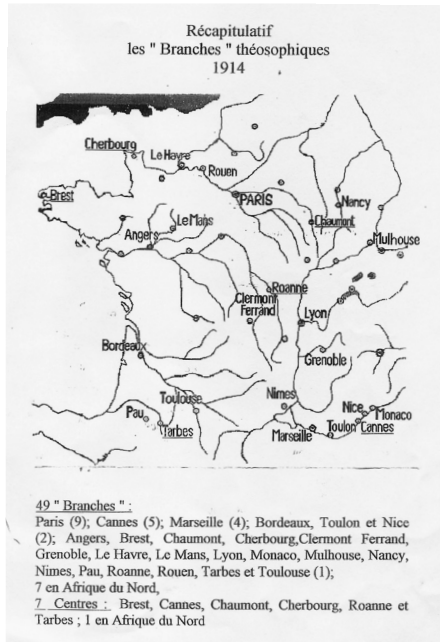 Récapitulatif
les " Branches " théosophiques
1914
Cherbourg
Le Havre
Rouen
Brest
PARIS
Nancy
Chaumont
Le Mans
Angers
Mulhouse
Roanne
Clermont
Ferrand
Lyon
Bordeaux
Grenoble
Toulouse
Nimes
Pau
Tarbes
Marseille
Nice
Monaco
Toulon
Cannes
49 " Branches " :
Paris (9); Cannes (5); Marseille (4); Bordeaux, Toulon et Nice
(2); Angers, Brest, Chaumont, Cherbourg,Clermont Ferrand,
Grenoble, Le Havre, Le Mans, Lyon, Monaco, Mulhouse, Nancy,
Nimes, Pau, Roanne, Rouen, Tarbes et Toulouse (1);
7 en Afrique du Nord,
7 Centres : Brest, Cannes, Chaumont, Cherbourg, Roanne et
Tarbes ; 1 en Afrique du Nord